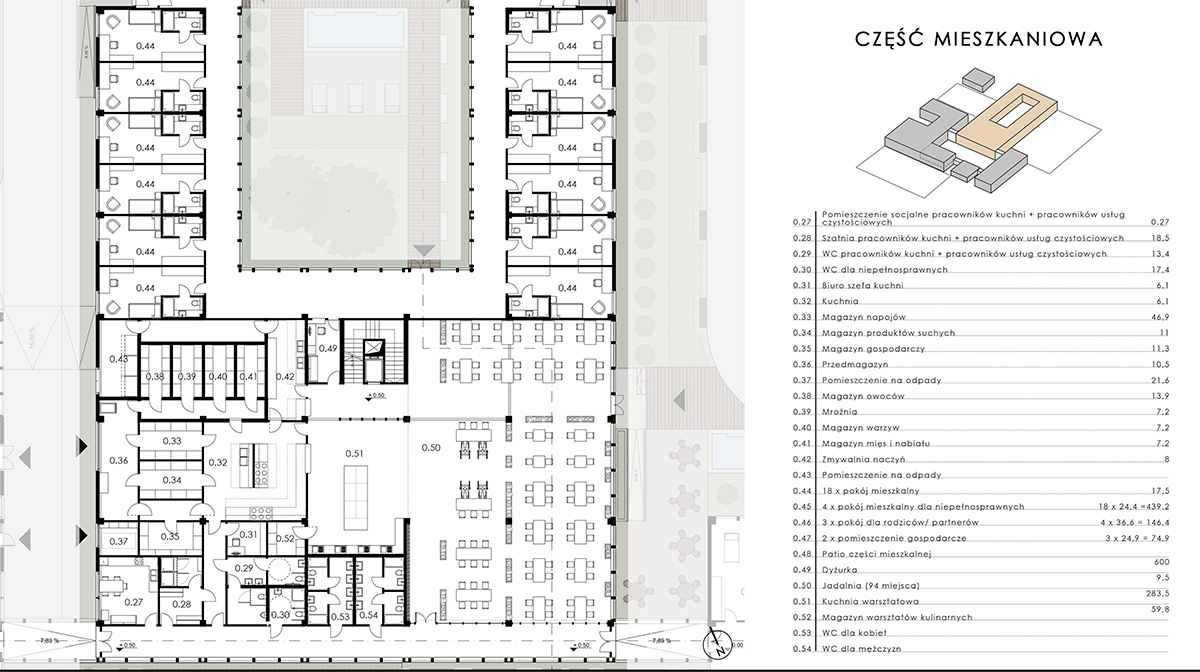 CZĘŚĆ MIESZKANIOWA
0.27 Pomieszczenie socjalne pracowników kuchni + pracowników usług
czystościowych 0.27
0.28 Szatnia pracowników kuchni + pracowników usług czystościowych 18,5
0.29 WC pracowników kuchni + pracowników usług czystościowych 13,4
0.30 WC dla niepełnosprawnych 17,4
0.31 Biuro szefa kuchni 6,1
0.32 Kuchnia 6,1
0.33 Magazyn napojów 46,9
0.34 Magazyn produktów suchych 11
0.35 Magazyn gospodarczy 11,3
0.36 Przedmagazyn 10,5
0.37 Pomieszczenie na odpady 21,6
0.38 Magazyn owoców 13,9
0.39 Mroźnia 7,2
0.40 Magazyn warzyw 7,2
0.41 Magazyn mięs i nabiału 7,2
0.42 Zmywalnia naczyń 8
0.43 Pomieszczenie na odpady
0.44 18 x pokój mieszkalny 17,5
0.45 4 x pokój mieszkalny dla niepełnosprawnych 18 x 24,4 =439,2
0.46 3 x pokój dla rodziców/ partnerów 4 x 36,6 = 146,4
0.47 2 x pomieszczenie gospodarcze 3 x 24,9 = 74,9
0.48 Patio części mieszkalnej
0.49 Dyżurka 600
0.50 Jadalnia (94 miejsca) 9,5
0.51 Kuchnia warsztatowa 283,5
0.52 Magazyn warsztatów kulinarnych 59,8
0.53 WC dla kobiet
0.54 WC dla mężczyzn
0.44 0.44
0.44 0.44
0.44 0.44
0.44 0.44
0.44 0.44
0.44 0.44
15,00 %
0.43 0.38 0.39 0.40 0.41 0.42 0.49
± 0.50
0.36 0.33 0.32 0.51 0.50
0.34
0.37 0.35 0.31 0.52
0.29
0.27 0.28 0.30 0.53 0.54
7,89 % ± 0.50 ± 0.50 7,89 % N 0.00